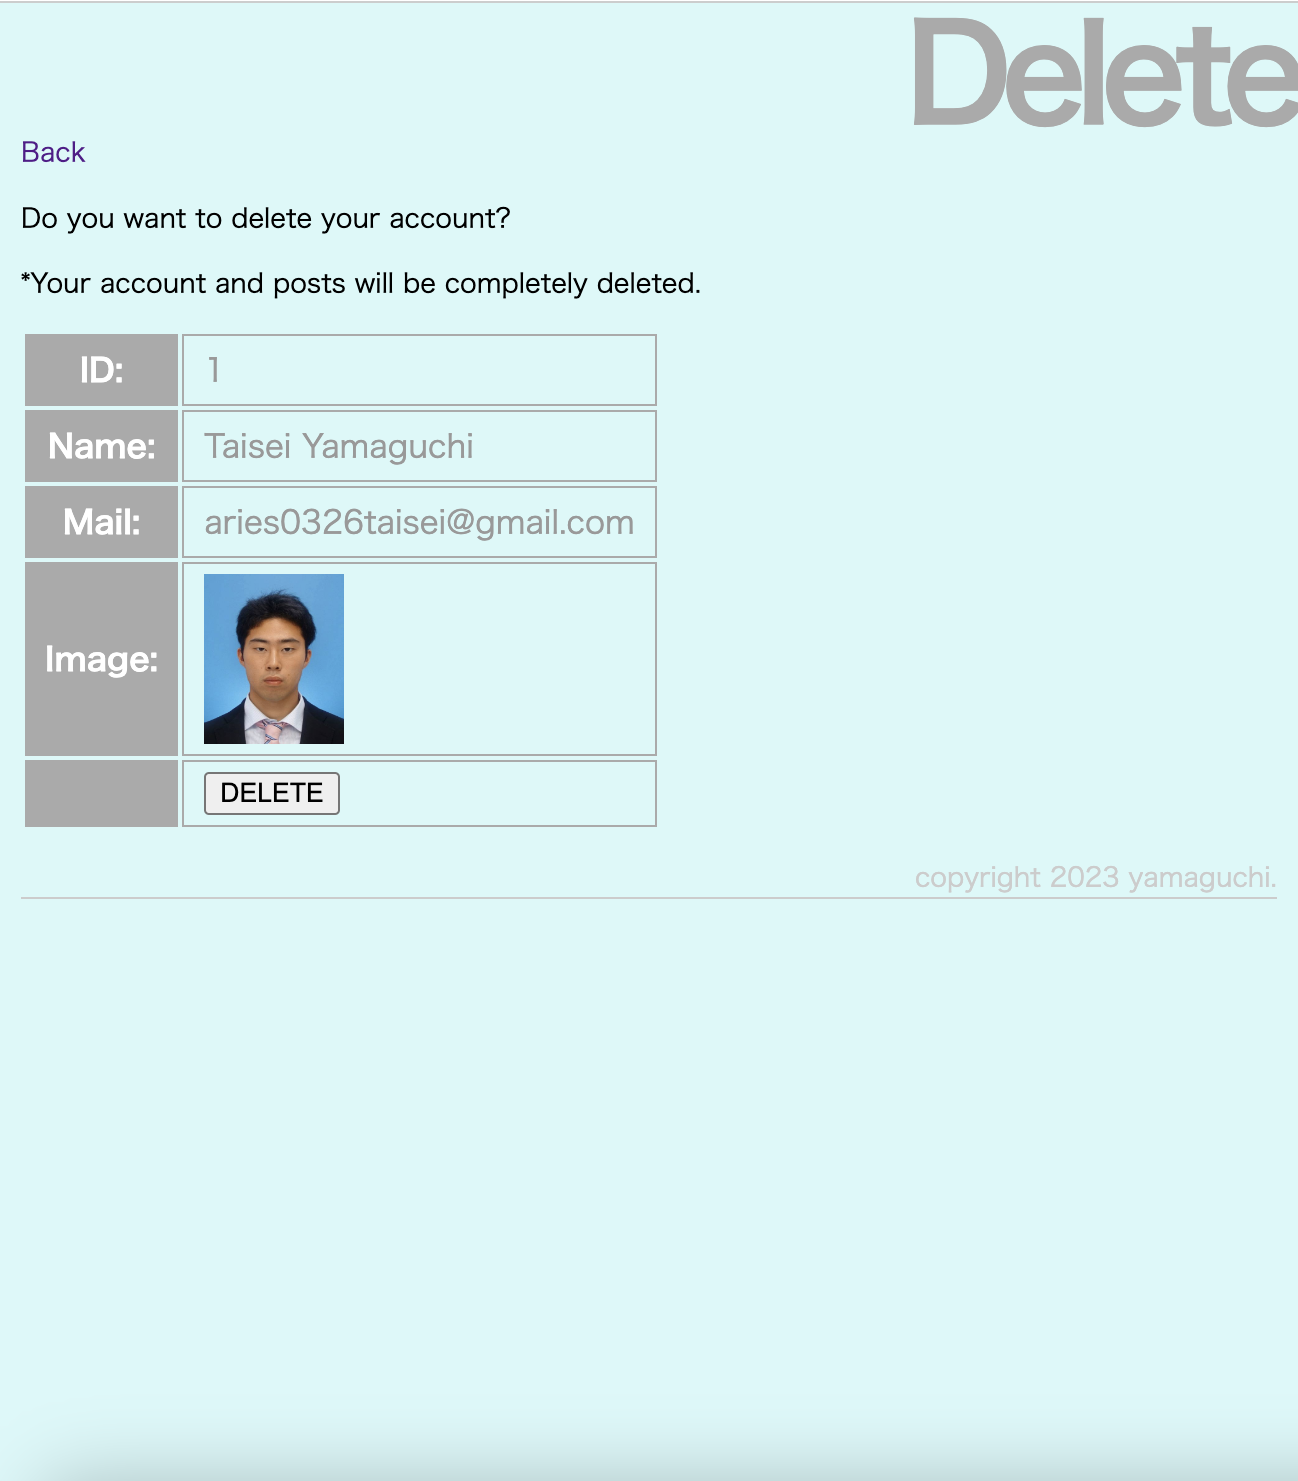 Delete
Back
Do you want to delete your account?
*Your account and posts will be completely deleted.
ID: 1
Name: Taisei Yamaguchi
Mail: aries0326taisei@gmail.com
Image:
DELETE
copyright 2023 yamaguchi.